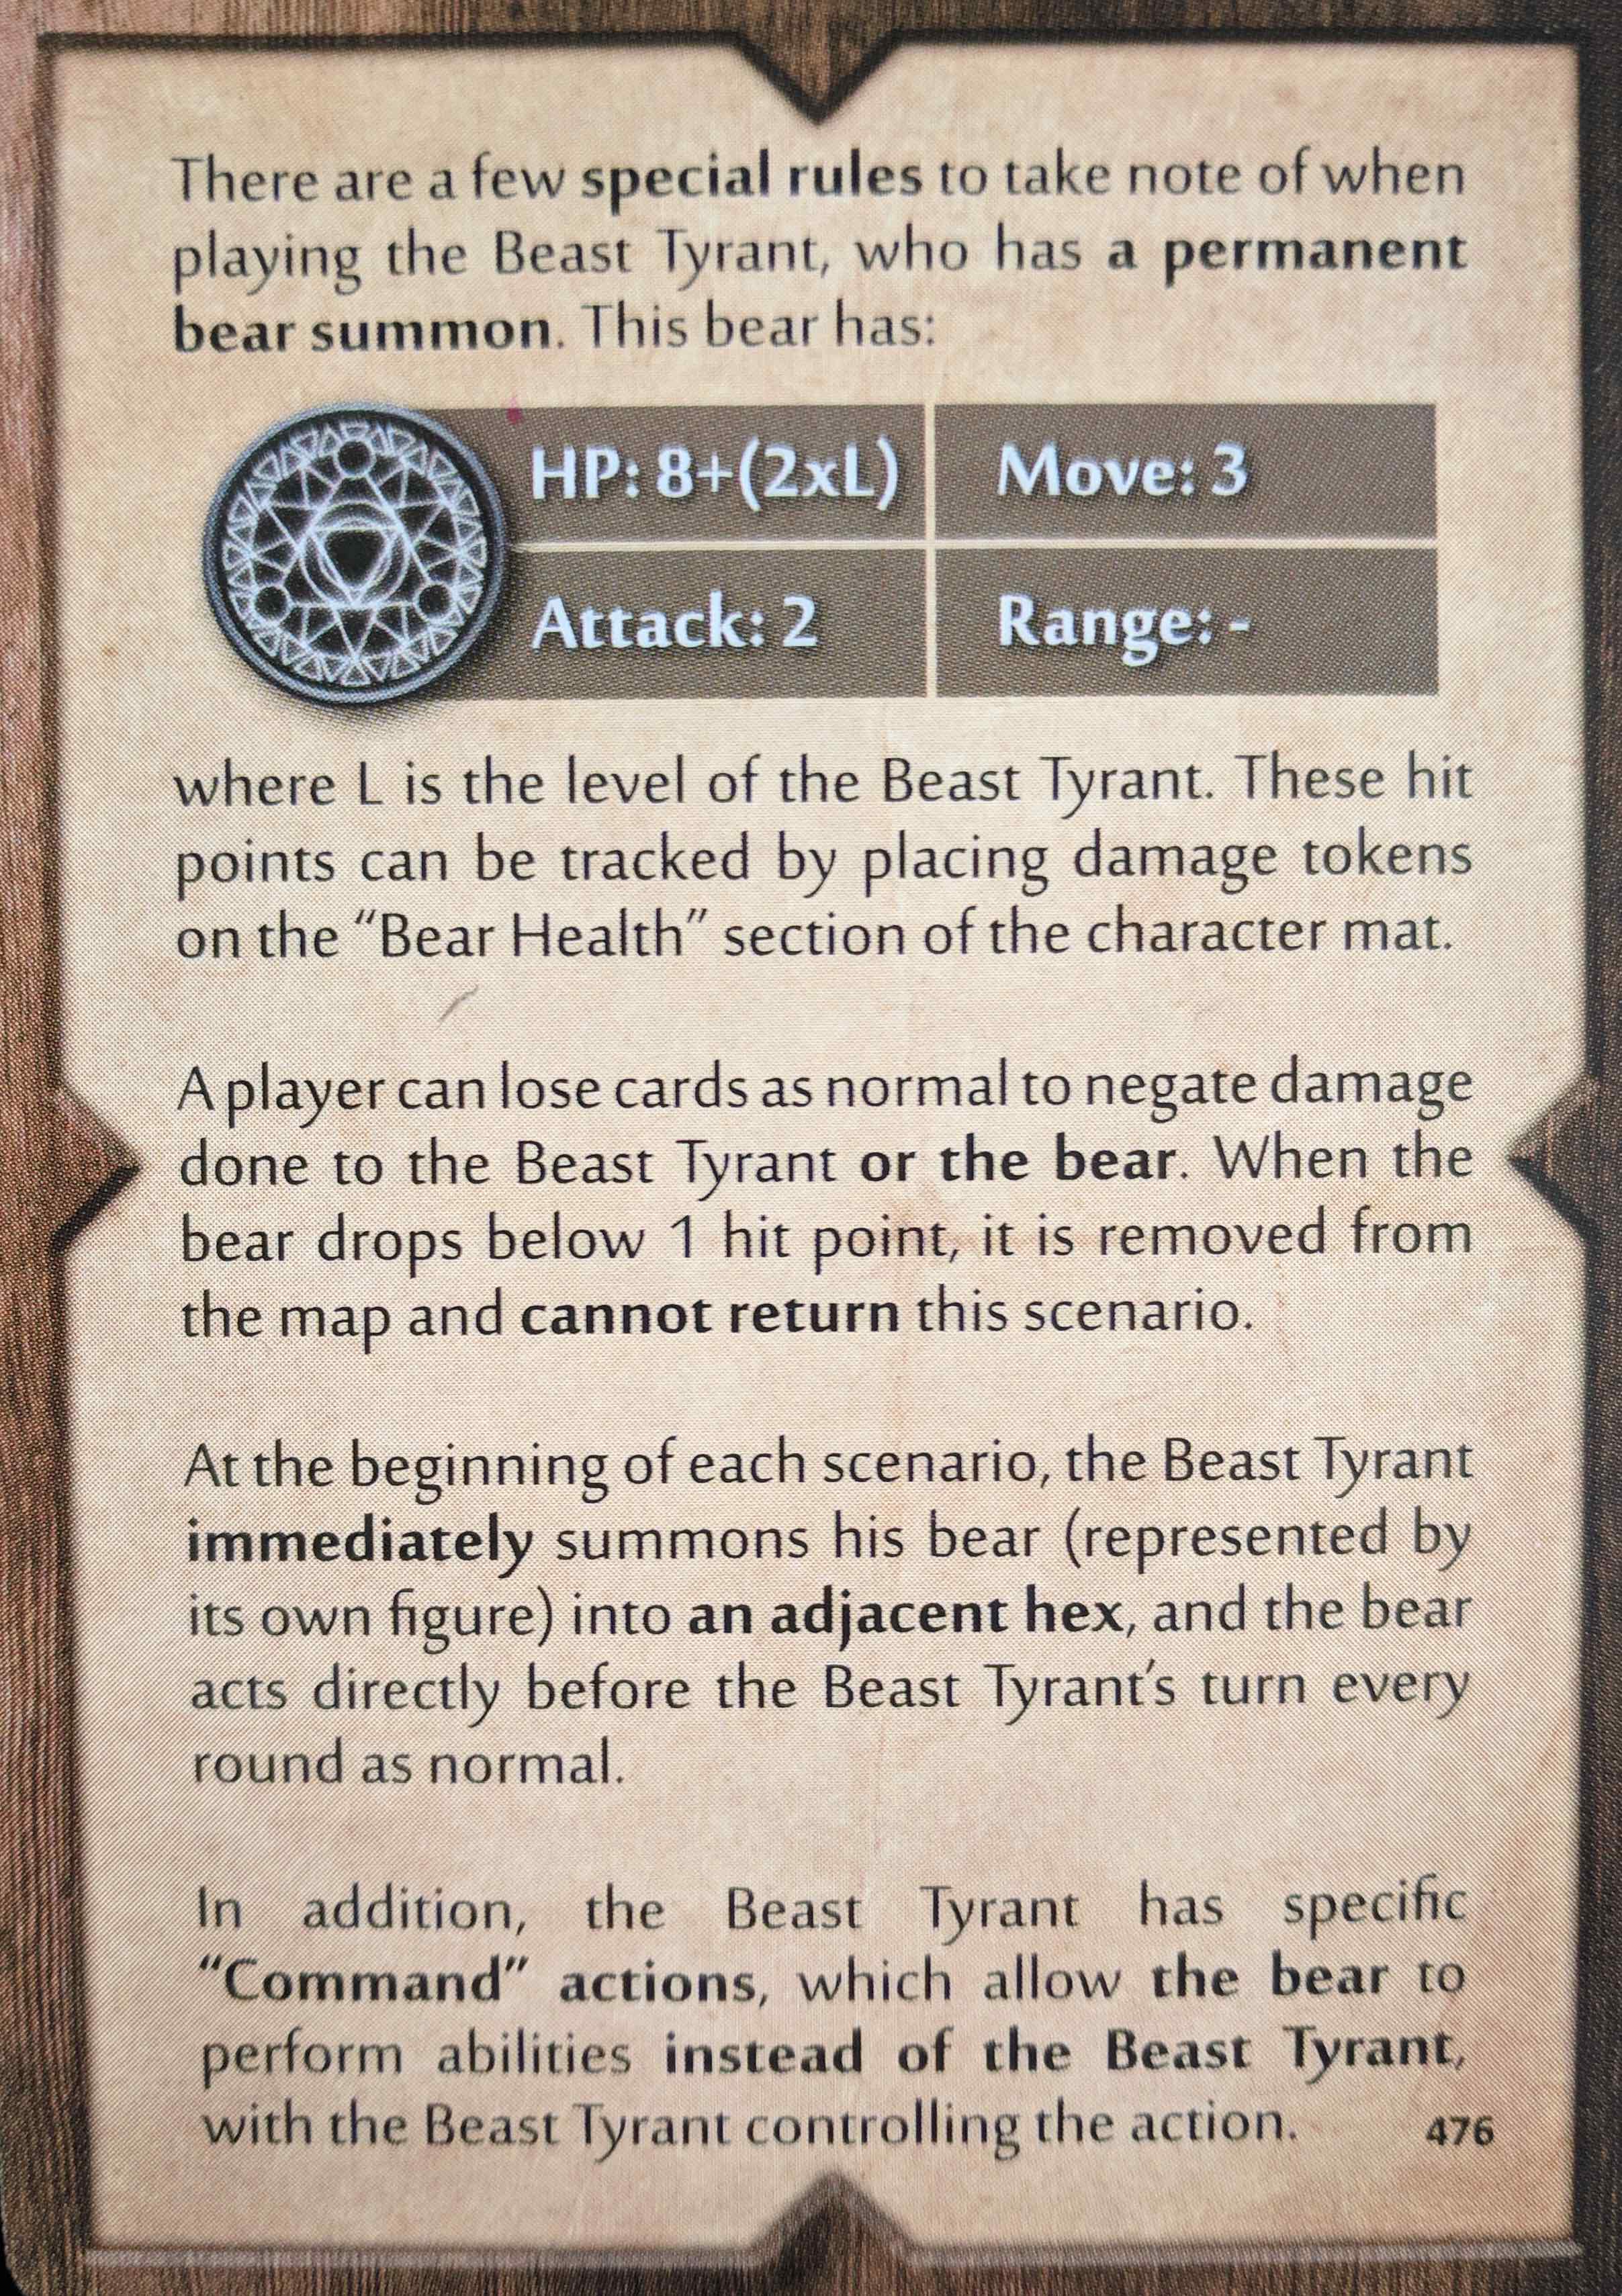 There are a few special rules to take note of when
playing the Beast Tyrant, who has a permanent
bear summon. This bear has:
HP: 8+(2xL) Move: 3
Attack: 2 Range: -
where L is the level of the Beast Tyrant. These hit
points can be tracked by placing damage tokens
on the “Bear Health” section of the character mat.
A player can lose cards as normal to negate damage
done to the Beast Tyrant or the bear. When the
bear drops below 1 hit point, it is removed from
the map and cannot return this scenario.
At the beginning of each scenario, the Beast Tyrant
immediately summons his bear (represented by
its own figure) into an adjacent hex, and the bear
acts directly before the Beast Tyrant’s turn every
round as normal.
In addition, the Beast Tyrant has specific
“Command” actions, which allow the bear to
perform abilities instead of the Beast Tyrant,
with the Beast Tyrant controlling the action. 476